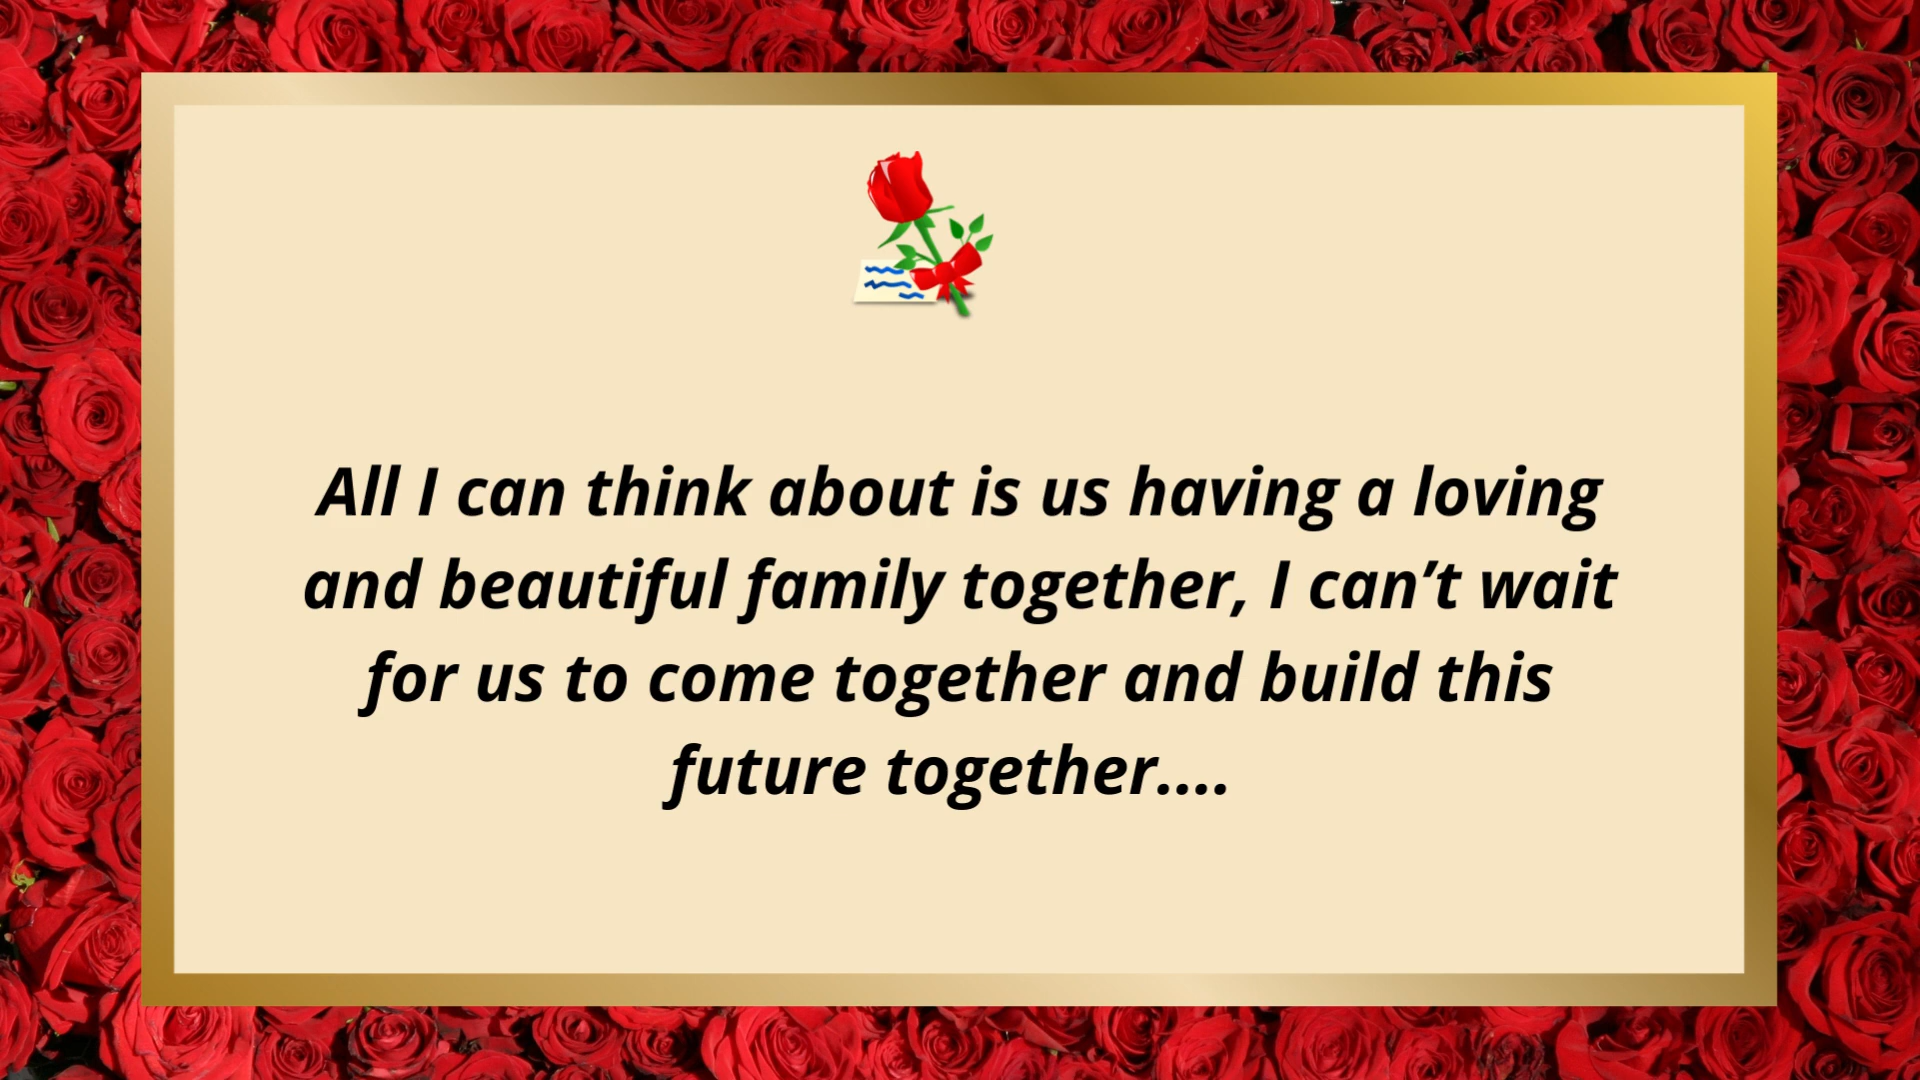 All I can think about is us having a loving
and beautiful family together, I can’t wait
for us to come together and build this
future together....